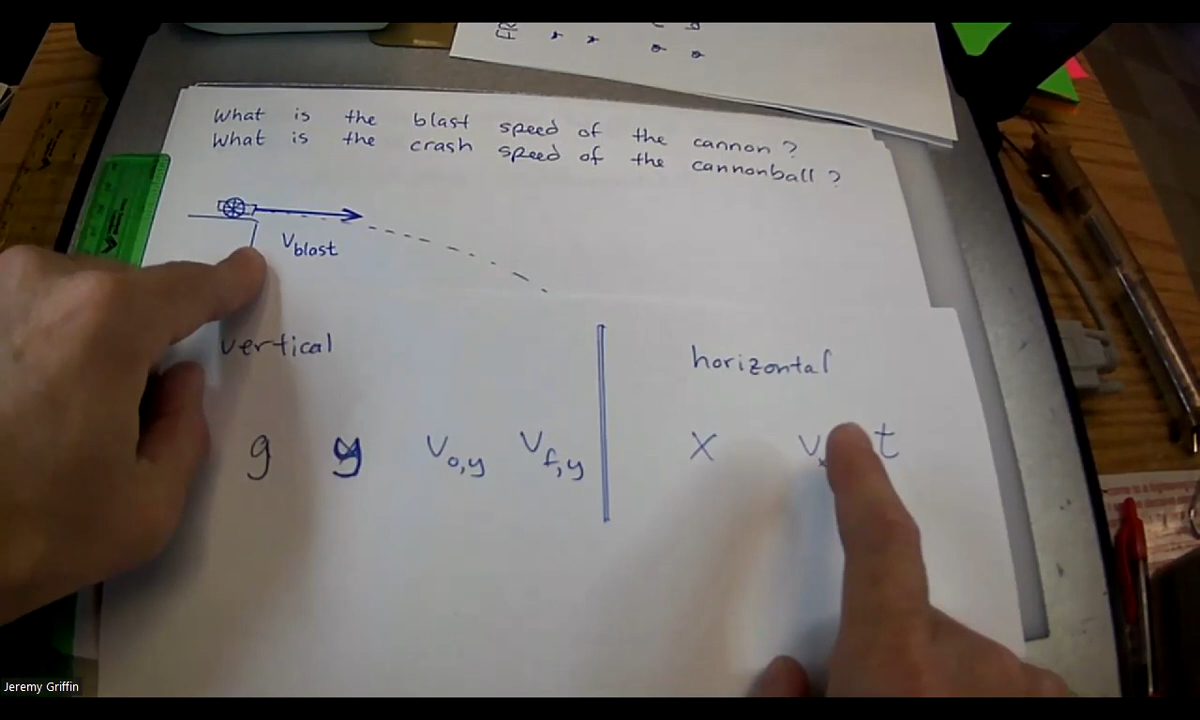 What is the blast speed of the cannon?
What is the crash speed of the cannonball?
Vblast
vertical
horizontal
g y Vo,y Vf,y
x t
Jeremy Griffin